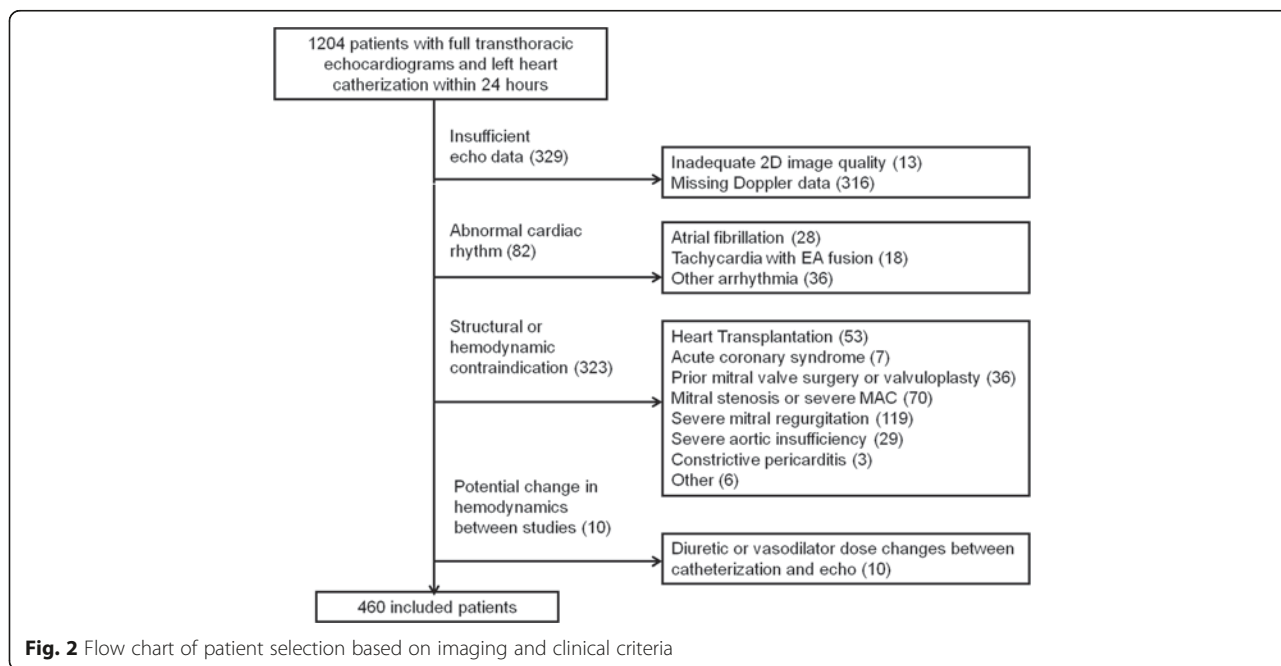 1204 patients with full transthoracic
echocardiograms and left heart
catherization within 24 hours
Insufficient
echo data (329)
Inadequate 2D image quality (13)
Missing Doppler data (316)
Abnormal cardiac
rhythm (82)
Atrial fibrillation (28)
Tachycardia with EA fusion (18)
Other arrhythmia (36)
Structural or
hemodynamic
contraindication (323)
Heart Transplantation (53)
Acute coronary syndrome (7)
Prior mitral valve surgery or valvuloplasty (36)
Mitral stenosis or severe MAC (70)
Severe mitral regurgitation (119)
Severe aortic insufficiency (29)
Constrictive pericarditis (3)
Other (6)
Potential change in
hemodynamics
between studies (10)
Diuretic or vasodilator dose changes between
catheterization and echo (10)
460 included patients
Fig. 2 Flow chart of patient selection based on imaging and clinical criteria